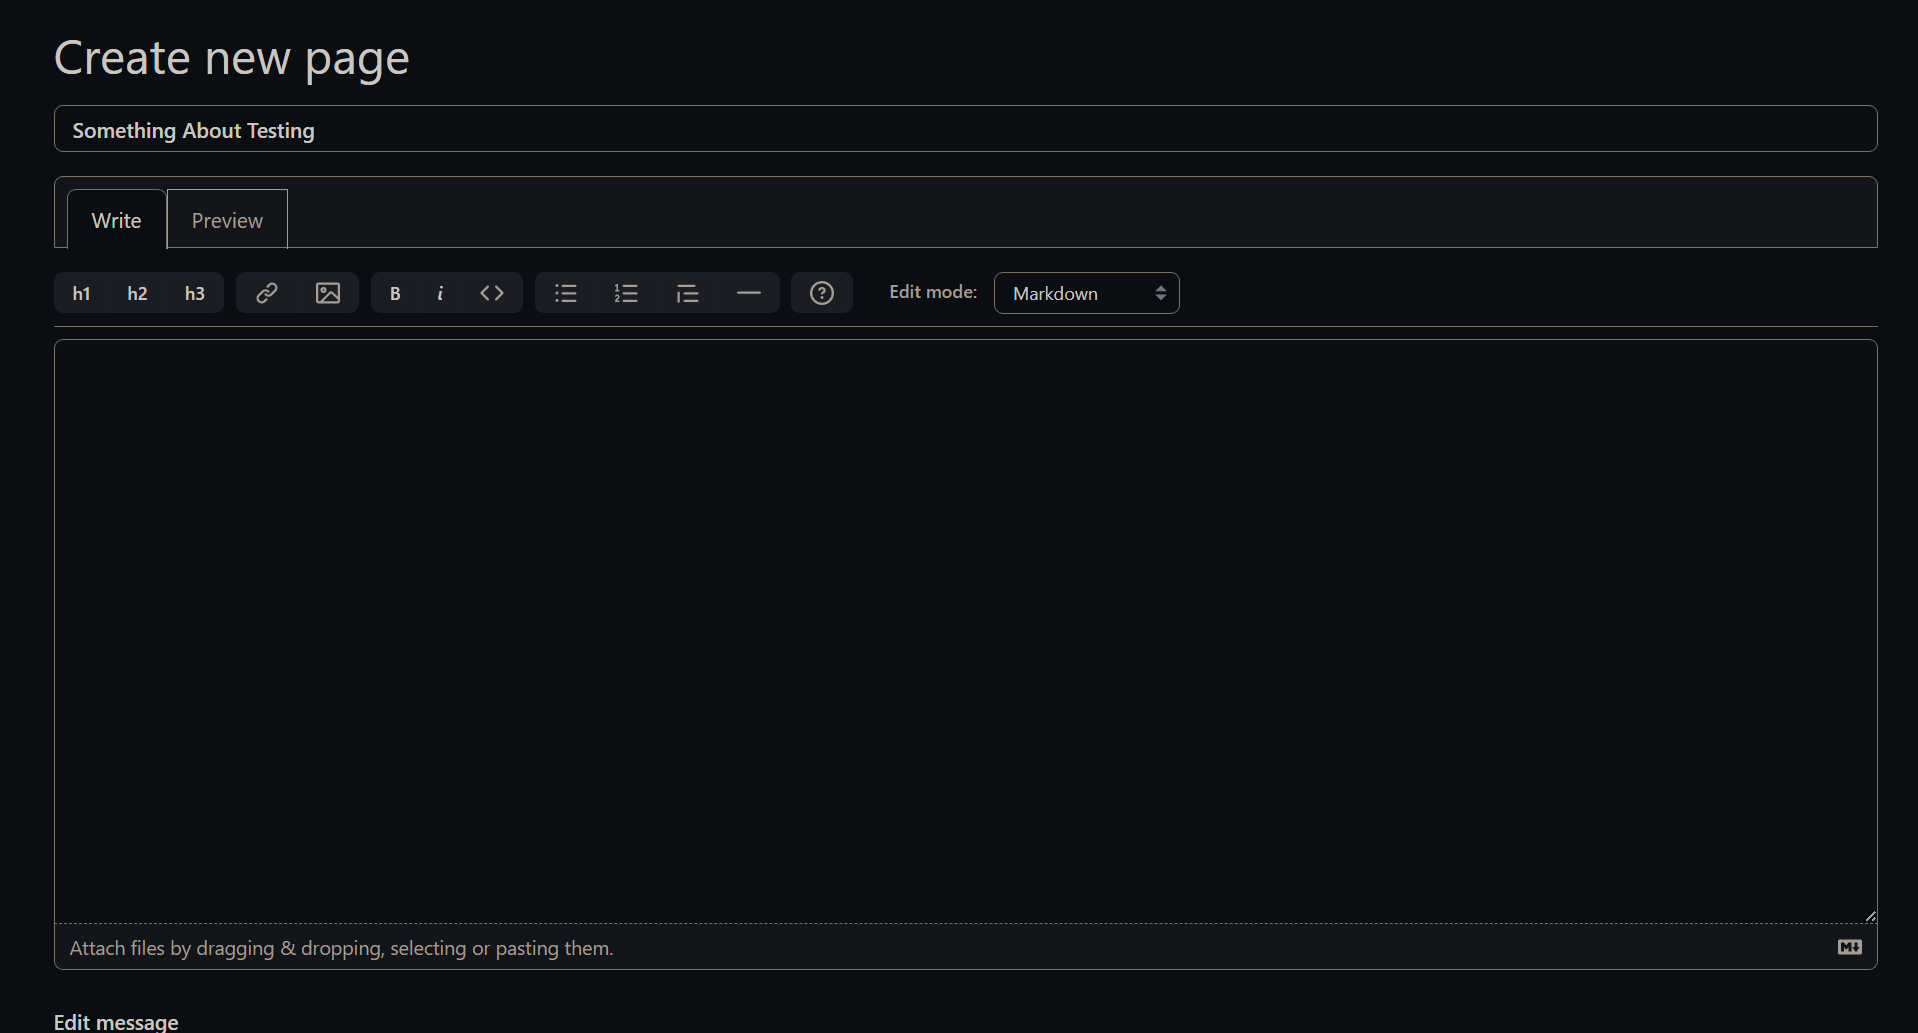 Create new page
Something About Testing
Write Preview
h1 h2 h3 B i Edit mode: Markdown
Attach files by dragging & dropping, selecting or pasting them.
Edit message